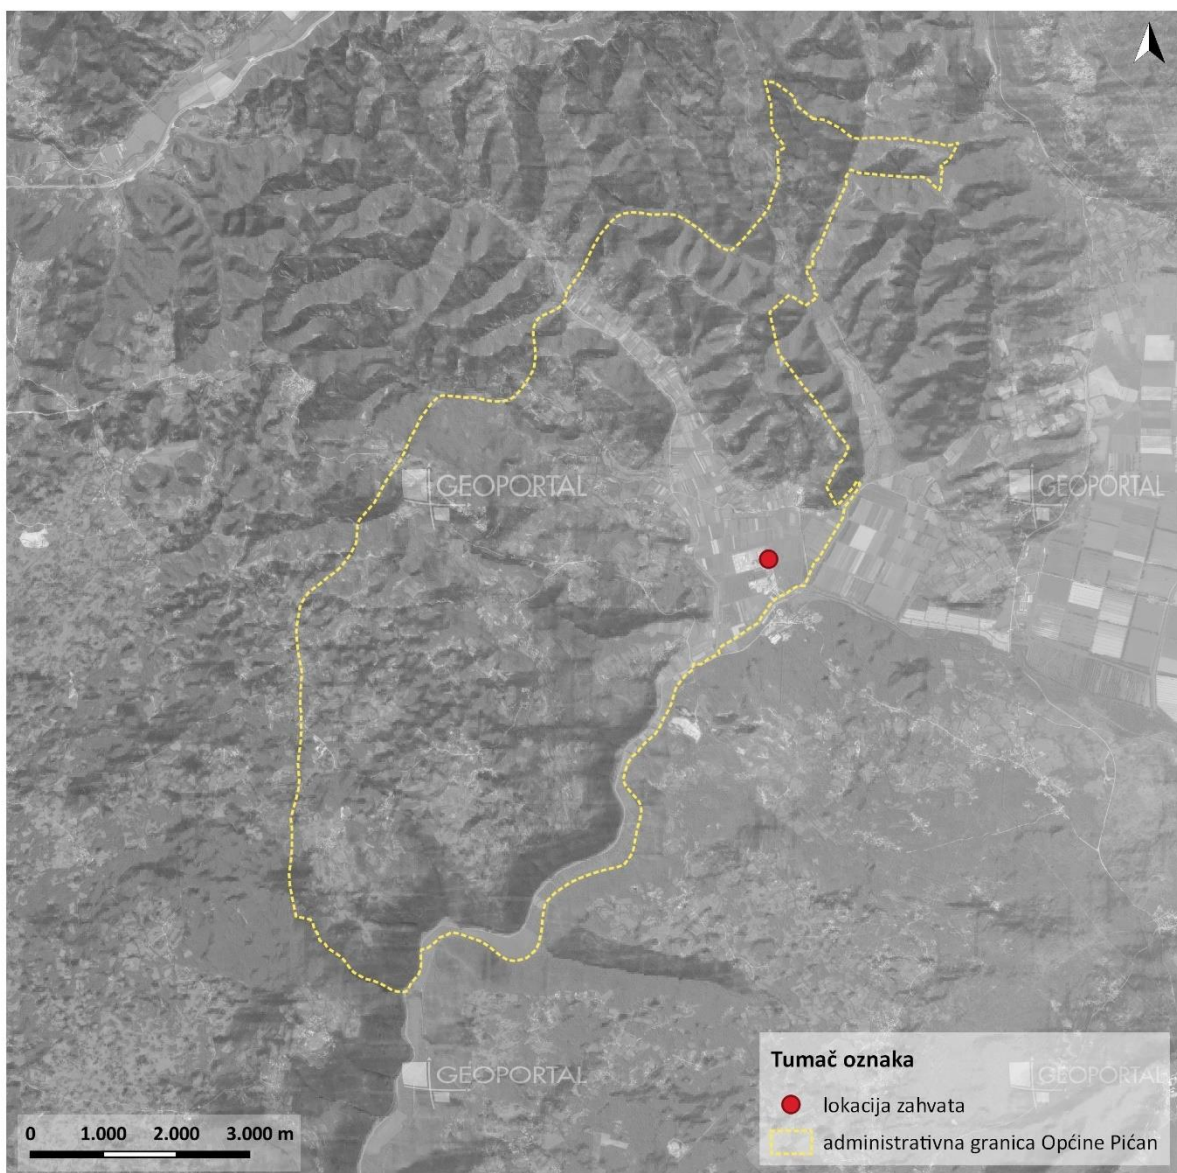 GEOPORTAL
GEOPORTAL
GEOPORTAL
GEOPORTAL
Tumač oznaka
lokacija zahvata
administrativna granica Općine Pićan
0 1.000 2.000 3.000 m